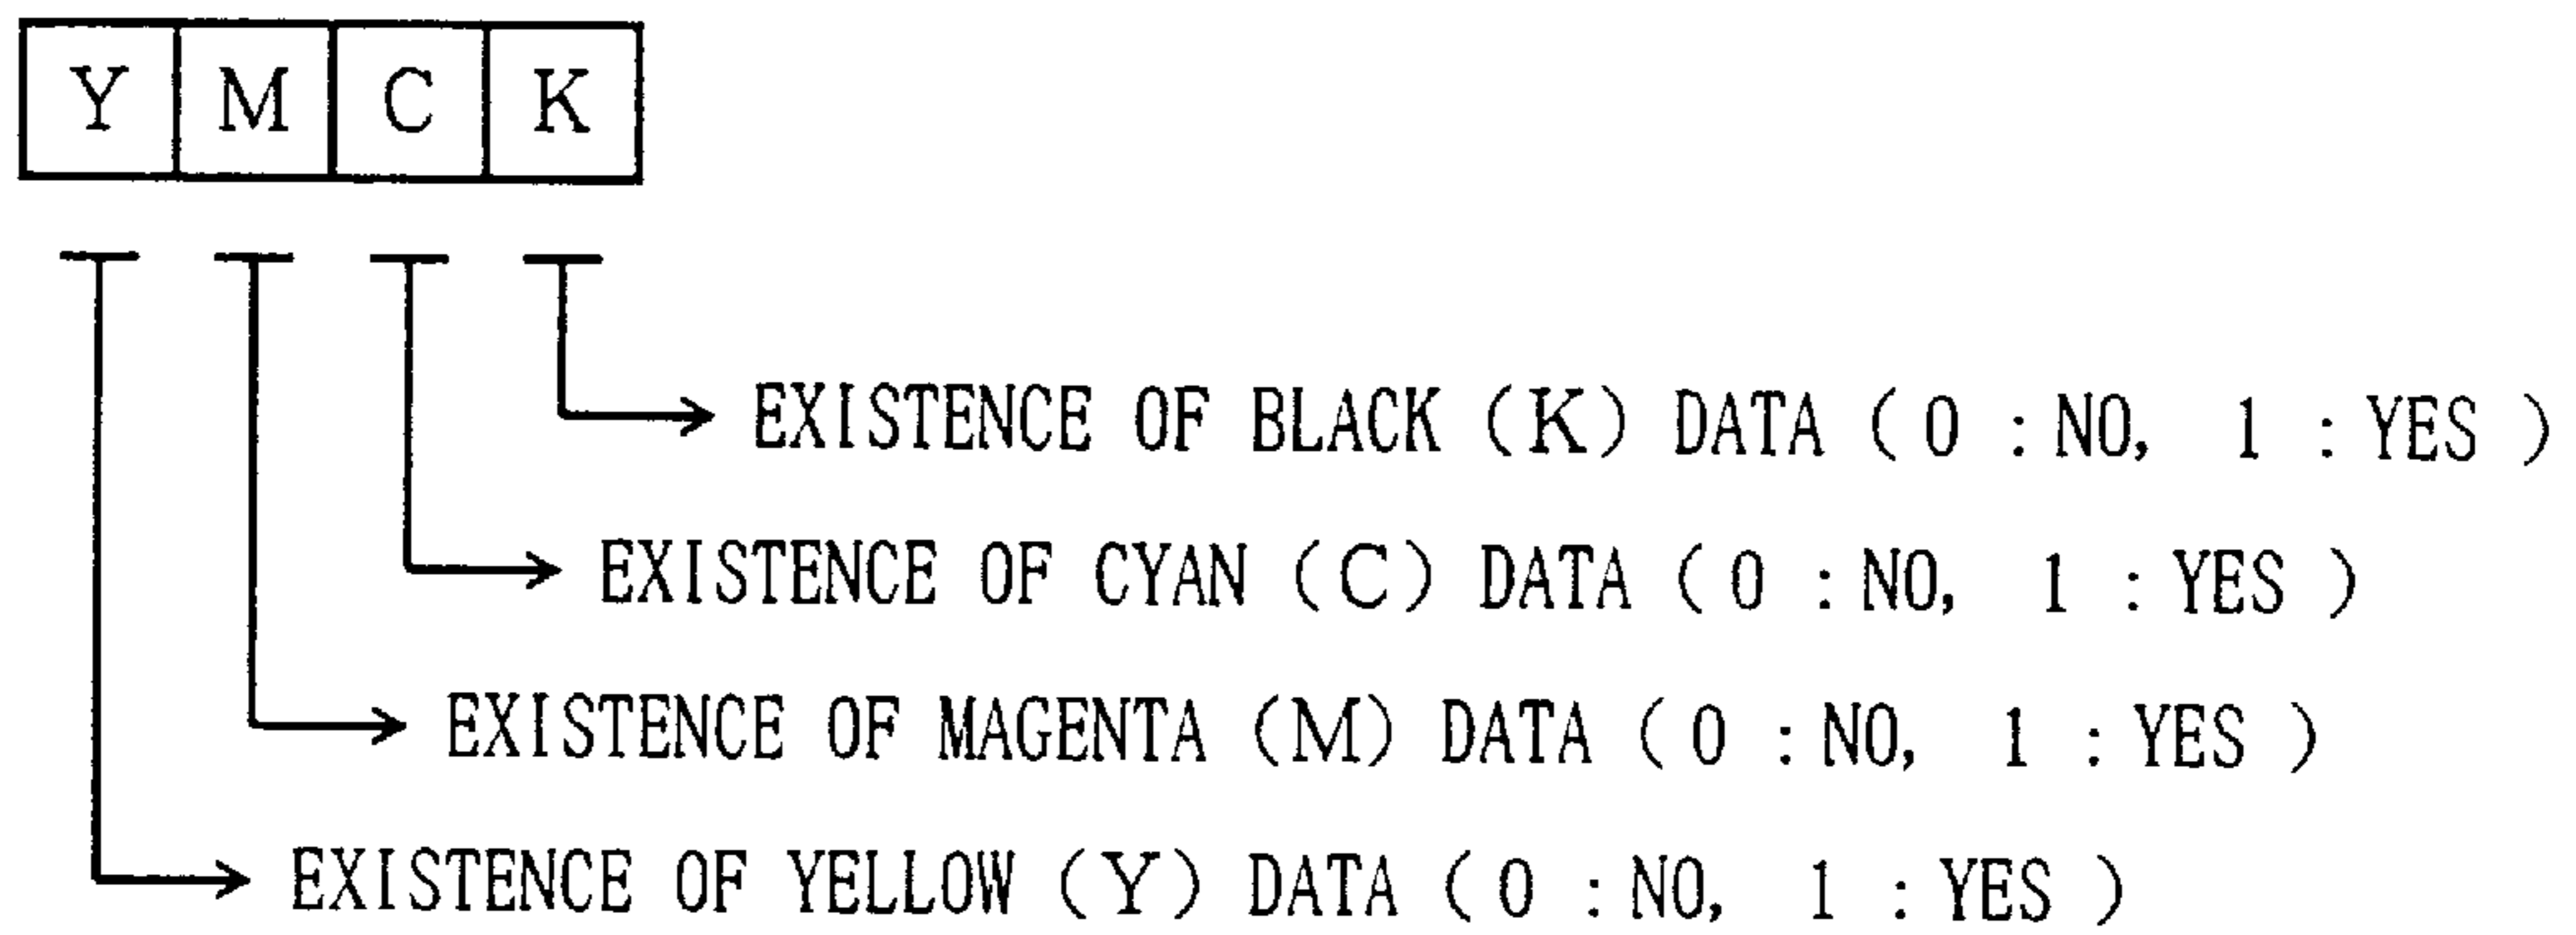 Y M C K
EXISTENCE OF BLACK (K) DATA ( 0 : NO, 1 : YES )
EXISTENCE OF CYAN (C) DATA ( 0 : NO, 1 : YES )
EXISTENCE OF MAGENTA (M) DATA ( 0 : NO, 1 : YES )
EXISTENCE OF YELLOW (Y) DATA ( 0 : NO, 1 : YES )